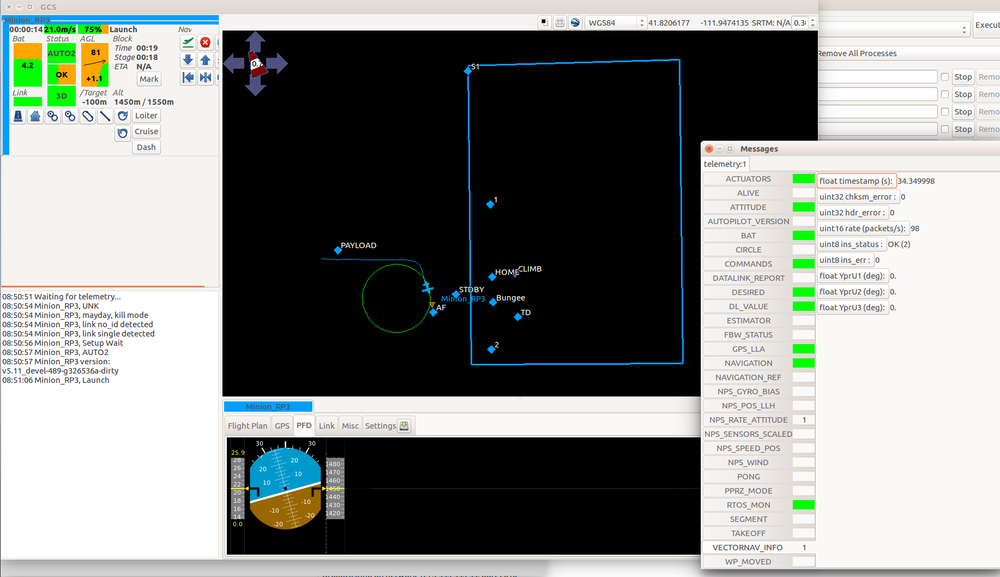 GCS
Minion_RP3
00:00:14 21.0m/s 75% Launch Nav
Bat Status AGL Block
Time 00:19
Stage 00:18
ETA N/A
AUTO2
B1
4.2
OK
+1.1
Mark
Link
3D
/Target Alt
-100m 1450m / 1550m
Loiter
Cruise
Dash
08:50:51 Waiting for telemetry...
08:50:54 Minion_RP3, UNK
08:50:54 Minion_RP3, mayday, kill mode
08:50:54 Minion_RP3, link no_id detected
08:50:54 Minion_RP3, link single detected
08:50:56 Minion_RP3, Setup Wait
08:50:57 Minion_RP3, AUTO2
08:50:57 Minion_RP3 version:
v5.11_devel-489-g326536a-dirty
08:51:06 Minion_RP3, Launch
WGS84 41.8206177 -111.9474135 SRTM: N/A
S1
1
PAYLOAD
HOME
CLIMB
STDBY
Minion_RP3
Bungee
AF
TD
2
Minion_RP3
Flight Plan GPS PFD Link Misc Settings
25.9
28
26
24
22
20
18
16
14
0.0
30 30
20 20
10 10
-10 -10
-20 -20
1480
1470
1460
1450
1440
1430
1420
Execut
Remove All Processes
Stop Remo
Stop Remo
Stop Remo
Stop Remo
Messages
telemetry:1
ACTUATORS
ALIVE
ATTITUDE
AUTOPILOT_VERSION
BAT
CIRCLE
COMMANDS
DATALINK_REPORT
DESIRED
DL_VALUE
ESTIMATOR
FBW_STATUS
GPS_LLA
NAVIGATION
NAVIGATION_REF
NPS_GYRO_BIAS
NPS_POS_LLH
NPS_RATE_ATTITUDE 1
NPS_SENSORS_SCALED
NPS_SPEED_POS
NPS_WIND
PONG
PPRZ_MODE
RTOS_MON
SEGMENT
TAKEOFF
VECTORNAV_INFO 1
WP_MOVED
float timestamp (s): 34.349998
uint32 chksm_error : 0
uint32 hdr_error : 0
uint16 rate (packets/s): 98
uint8 ins_status : OK (2)
uint8 ins_err : 0
float YprU1 (deg): 0.
float YprU2 (deg): 0.
float YprU3 (deg): 0.